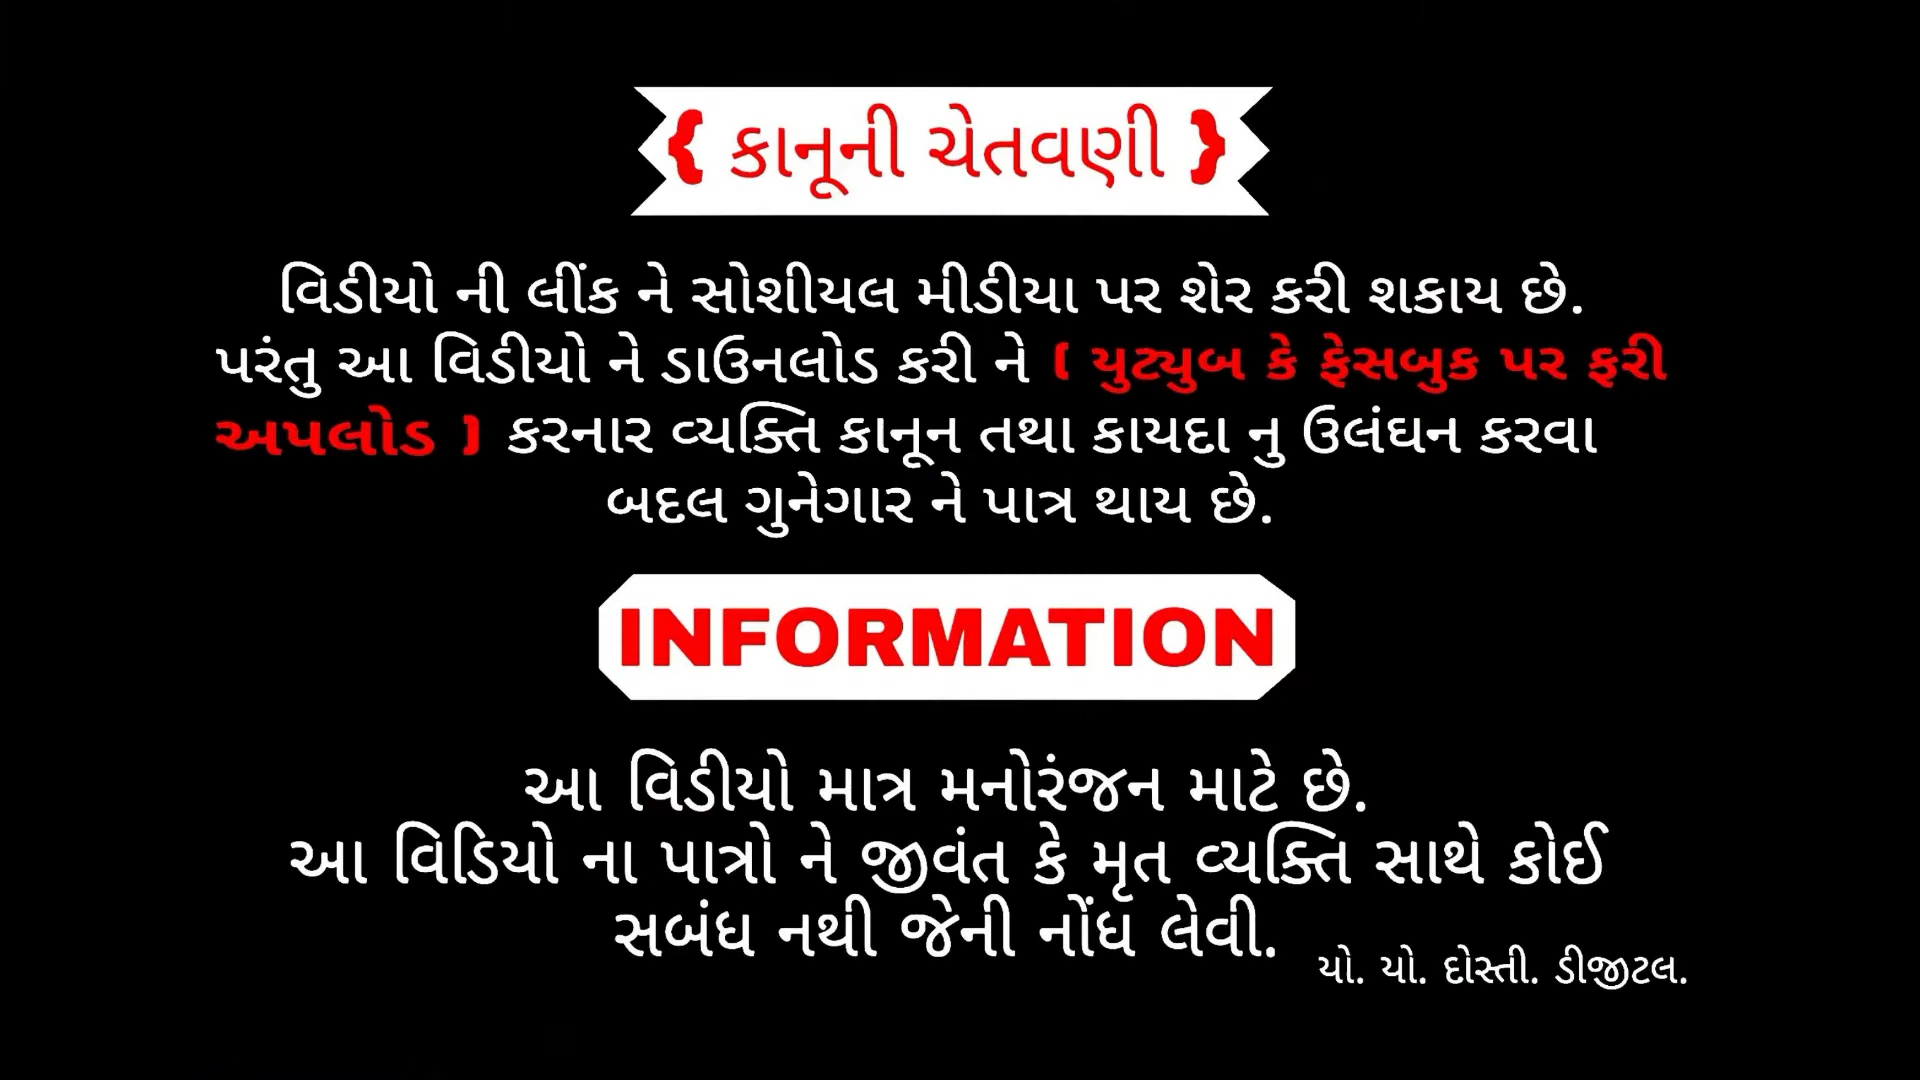 { કાનૂની ચેતવણી }
વિડીયો ની લીંક ને સોશીયલ મીડીયા પર શેર કરી શકાય છે.
પરંતુ આ વિડીયો ને ડાઉનલોડ કરી ને ( યુટ્યુબ કે ફેસબુક પર ફરી
અપલોડ ) કરનાર વ્યક્તિ કાનૂન તથા કાયદા નુ ઉલંઘન કરવા
બદલ ગુનેગાર ને પાત્ર થાય છે.
INFORMATION
આ વિડીયો માત્ર મનોરંજન માટે છે.
આ વિડિયો ના પાત્રો ને જીવંત કે મૃત વ્યક્તિ સાથે કોઈ
સબંધ નથી જેની નોંધ લેવી.
યો. યો. દોસ્તી. ડીજીટલ.